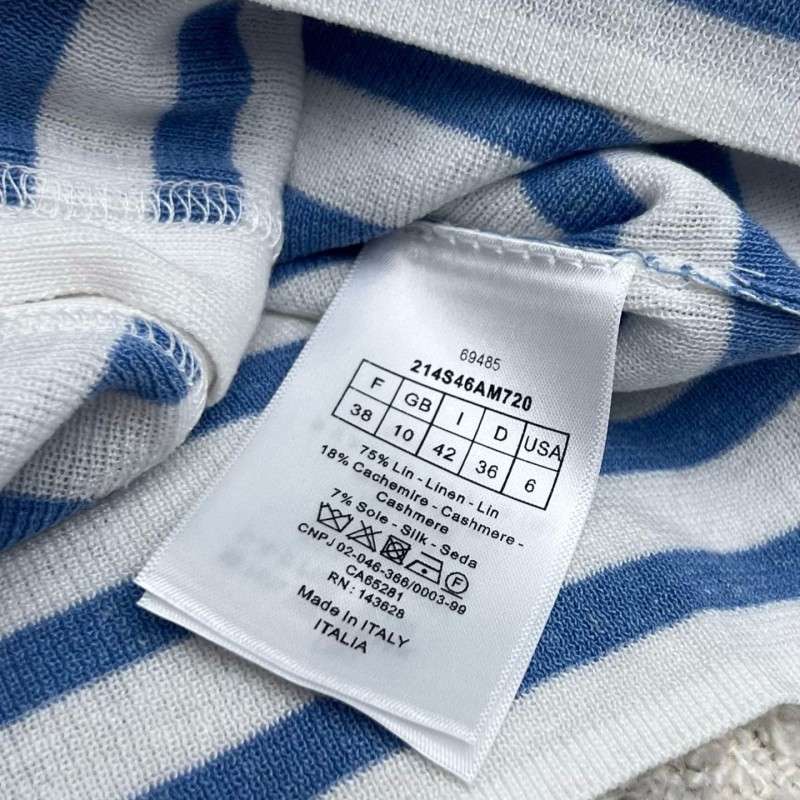 69485
214S46AM720
F GB I D USA
38 10 42 36 6
75% Lin - Linen - Lin
18% Cachemire - Cashmere -
Cashmere
7% Soie - Silk - Seda
F
CNPJ 02-046-366/0003-99
CA65281
RN : 143628
Made in ITALY
ITALIA